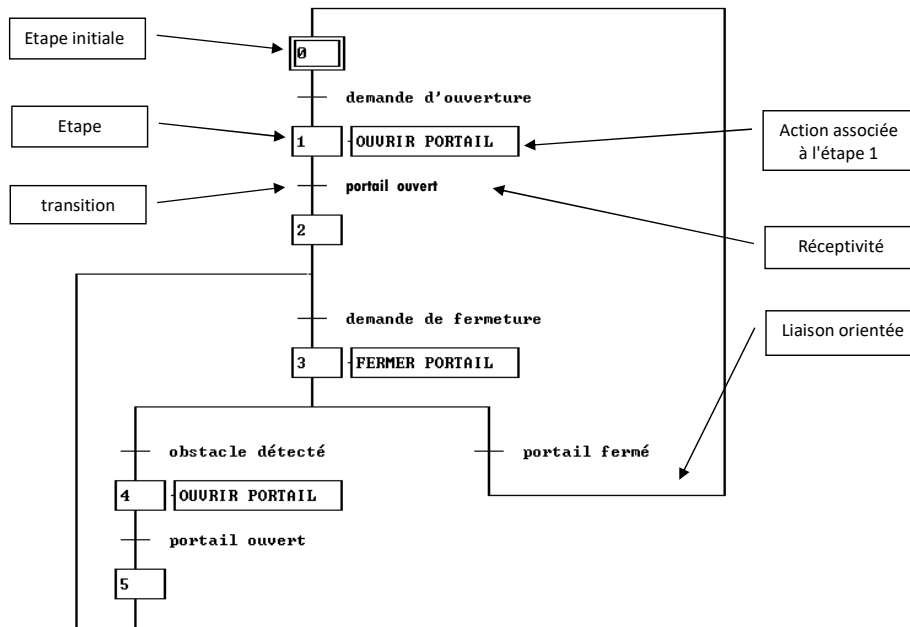 Etape initiale
0
demande d'ouverture
Etape
1 OUVRIR PORTAIL
Action associée
à l'étape 1
transition
portail ouvert
2
Réceptivité
demande de fermeture
Liaison orientée
3 FERMER PORTAIL
obstacle détecté
portail fermé
4 OUVRIR PORTAIL
portail ouvert
5